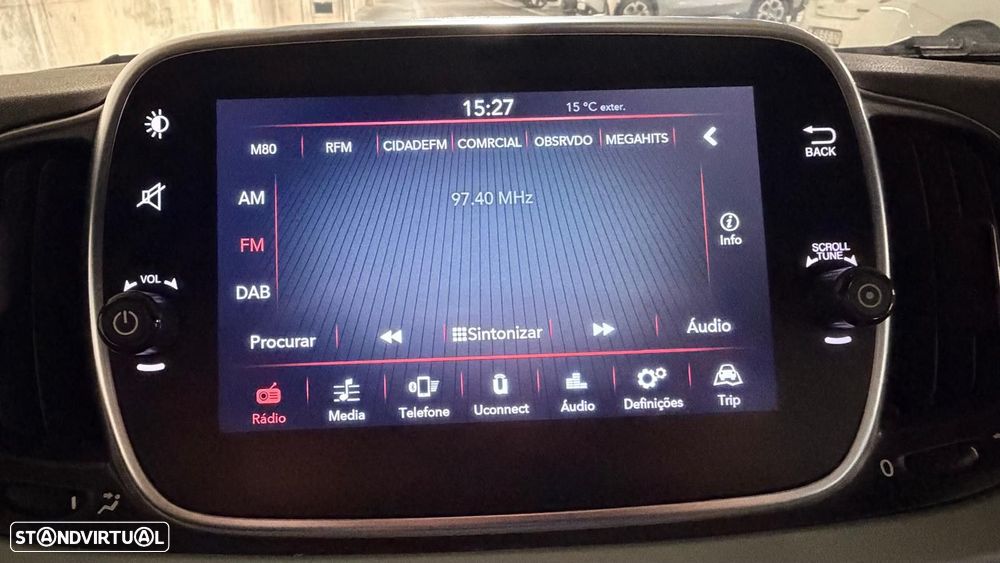 15:27 15 °C exter.
M80 RFM CIDADEFM COMRCIAL OBSRVDO MEGAHITS
BACK
AM
97.40 MHz
FM
Info
SCROLL
TUNE
VOL
DAB
Procurar Sintonizar Áudio
Rádio Media Telefone Uconnect Áudio Definições Trip
0
STANDVIRTUAL